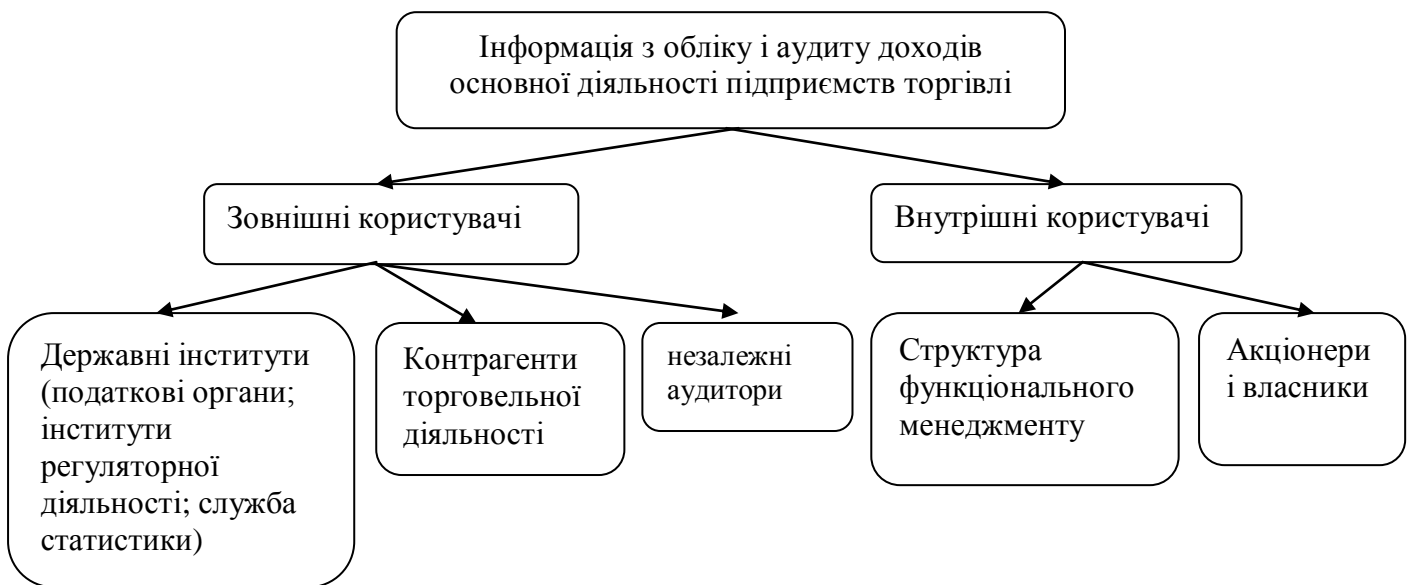 Інформація з обліку і аудиту доходів
основної діяльності підприємств торгівлі
Зовнішні користувачі
Внутрішні користувачі
Державні інститути
(податкові органи;
інститути
регуляторної
діяльності; служба
статистики)
Контрагенти
торговельної
діяльності
незалежні
аудитори
Структура
функціонального
менеджменту
Акціонери
і власники